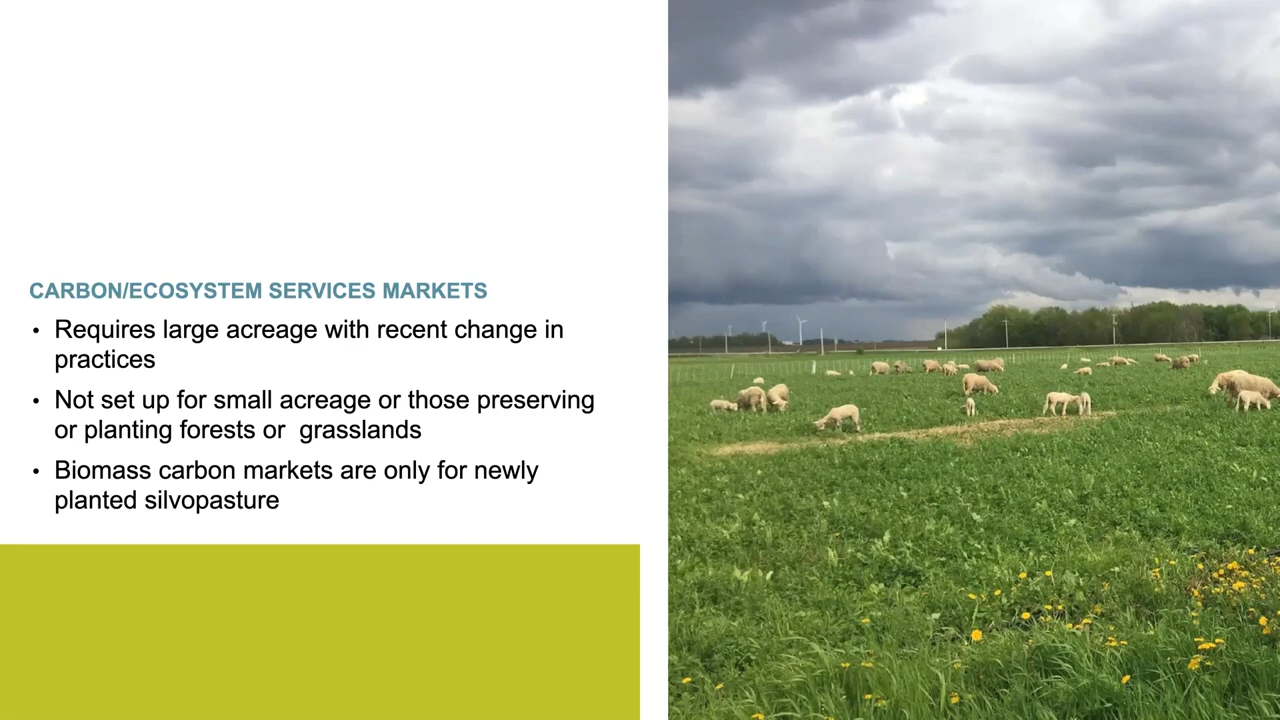 CARBON/ECOSYSTEM SERVICES MARKETS
• Requires large acreage with recent change in
practices
• Not set up for small acreage or those preserving
or planting forests or  grasslands
• Biomass carbon markets are only for newly
planted silvopasture